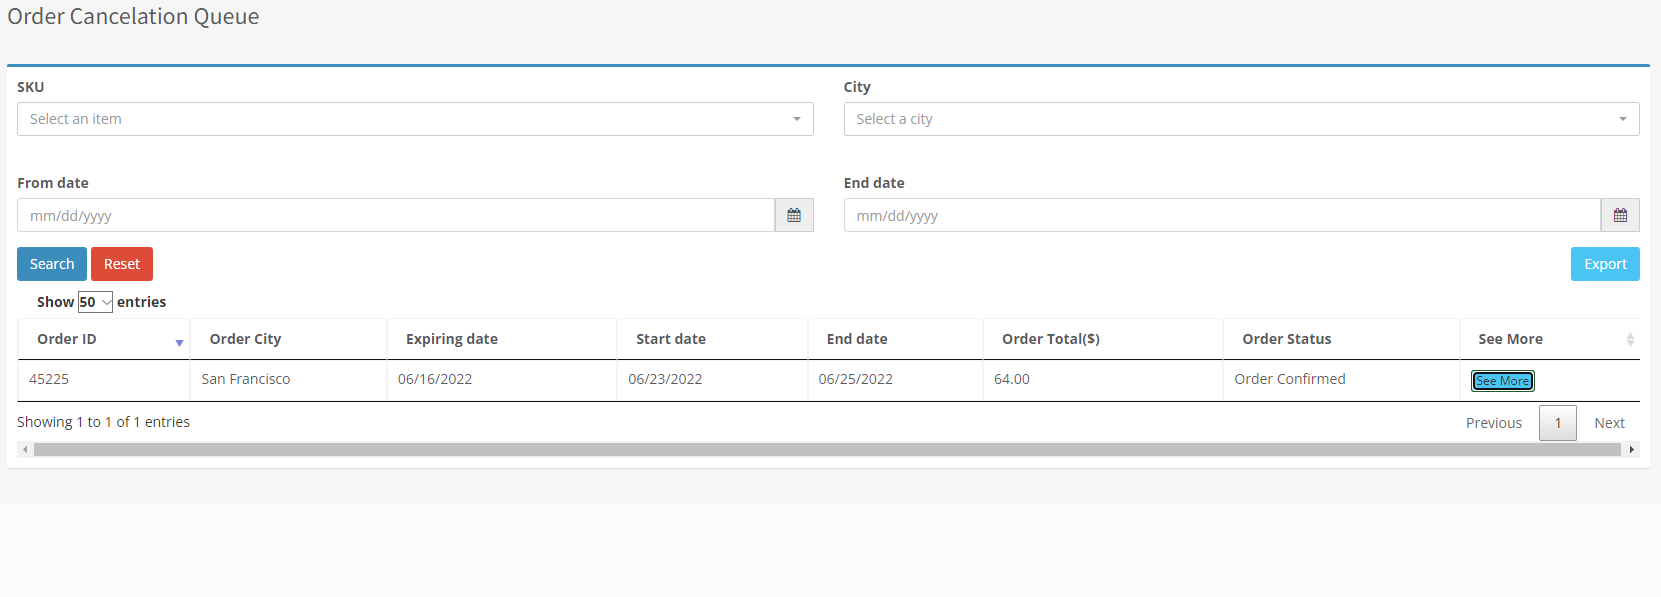 Order Cancelation Queue
SKU City
Select an item Select a city
From date End date
mm/dd/yyyy mm/dd/yyyy
Search Reset Export
Show 50 entries
Order ID Order City Expiring date Start date End date Order Total($) Order Status See More
45225 San Francisco 06/16/2022 06/23/2022 06/25/2022 64.00 Order Confirmed See More
Showing 1 to 1 of 1 entries Previous 1 Next